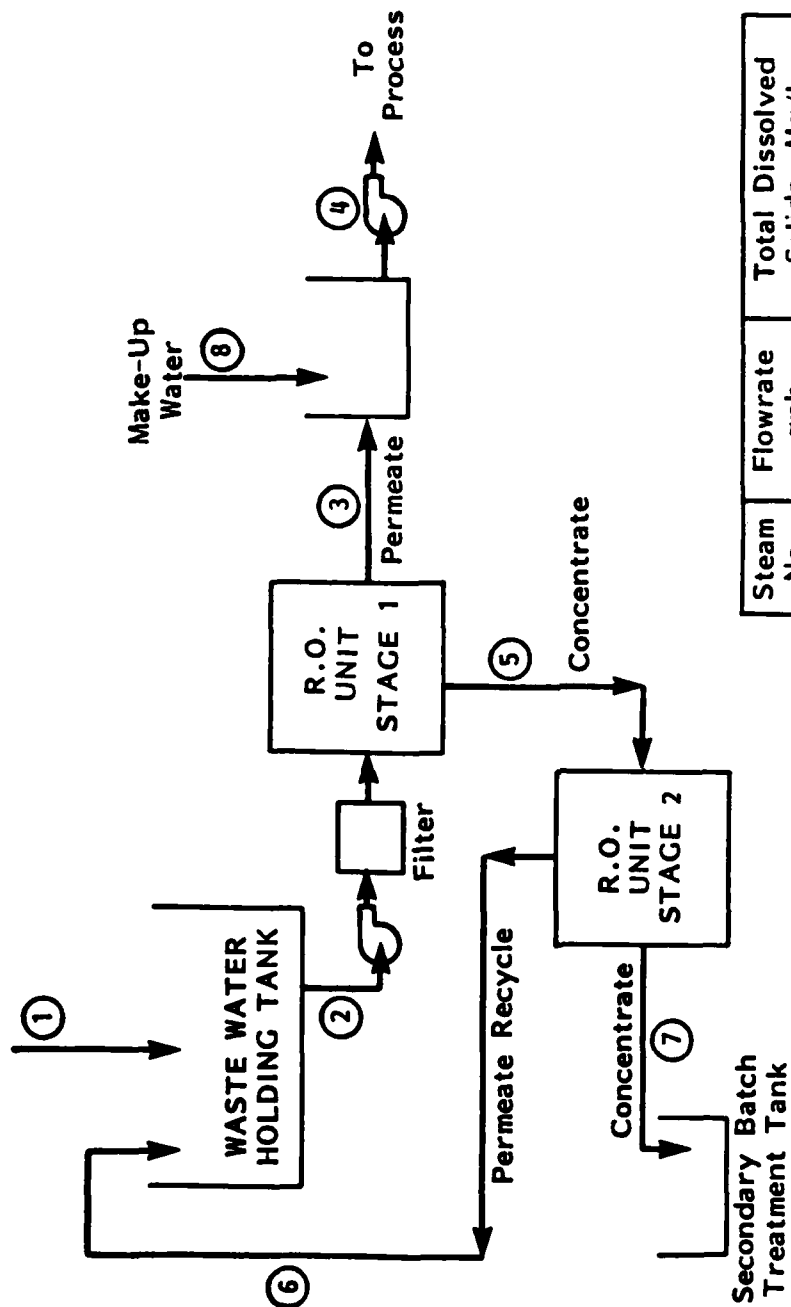 1
WASTE WATER
HOLDING TANK
2
Filter
R.O.
UNIT
STAGE 1
3
Permeate
Make-Up
Water
8
4
To
Process
5
Concentrate
R.O.
UNIT
STAGE 2
Permeate Recycle
6
Concentrate
7
Secondary Batch
Treatment Tank
Steam
Flowrate
Total Dissolved